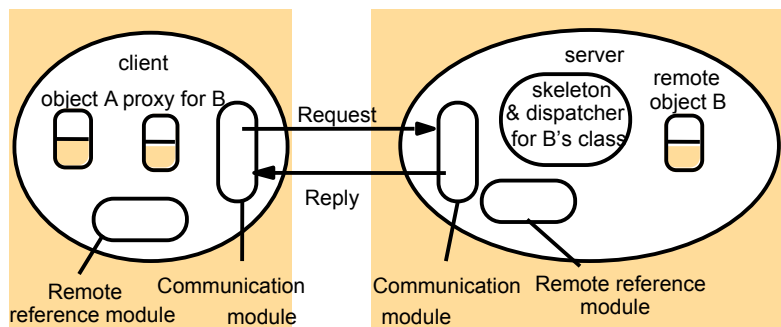 client
object A proxy for B
Request
Reply
server
skeleton
& dispatcher
for B's class
remote
object B
Remote
reference module
Communication
module
Communication
module
Remote reference
module